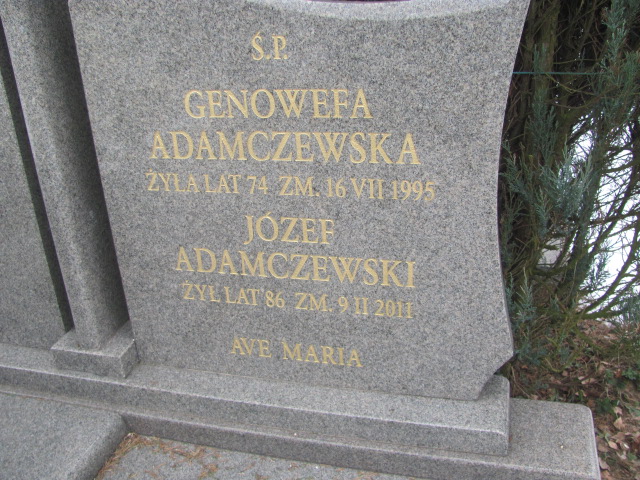 Ś.P.
GENOWEFA
ADAMCZEWSKA
ŻYŁA LAT 74 ZM. 16 VII 1995
JÓZEF
ADAMCZEWSKI
ŻYŁ LAT 86 ZM. 9 II 2011
AVE MARIA